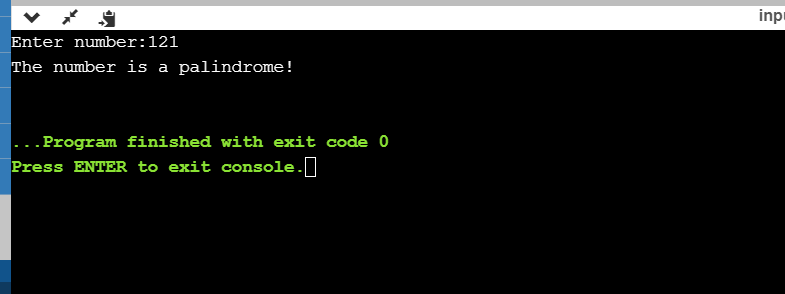 inpu
Enter number:121
The number is a palindrome!
...Program finished with exit code 0
Press ENTER to exit console.